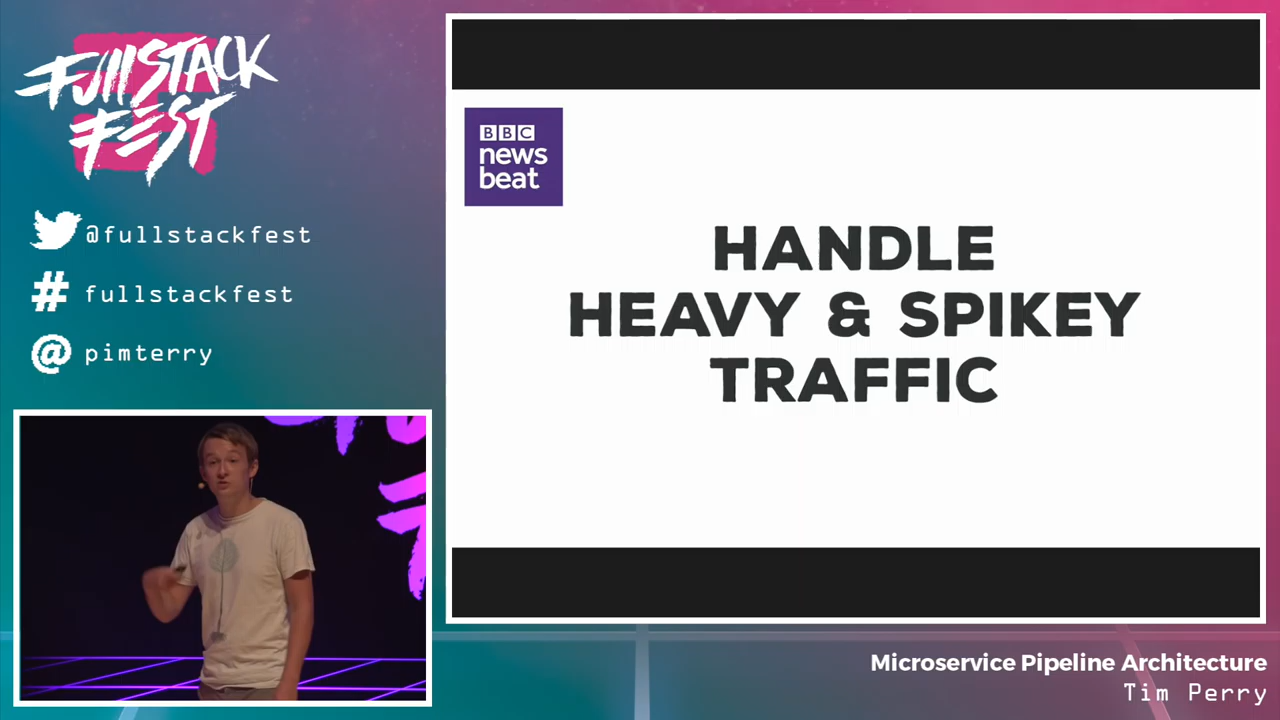 FullSTACK
FEST
@fullstackfest
# fullstackfest
@ pimterry
BBC
news
beat
HANDLE
HEAVY & SPIKEY
TRAFFIC
Microservice Pipeline Architecture
Tim Perry